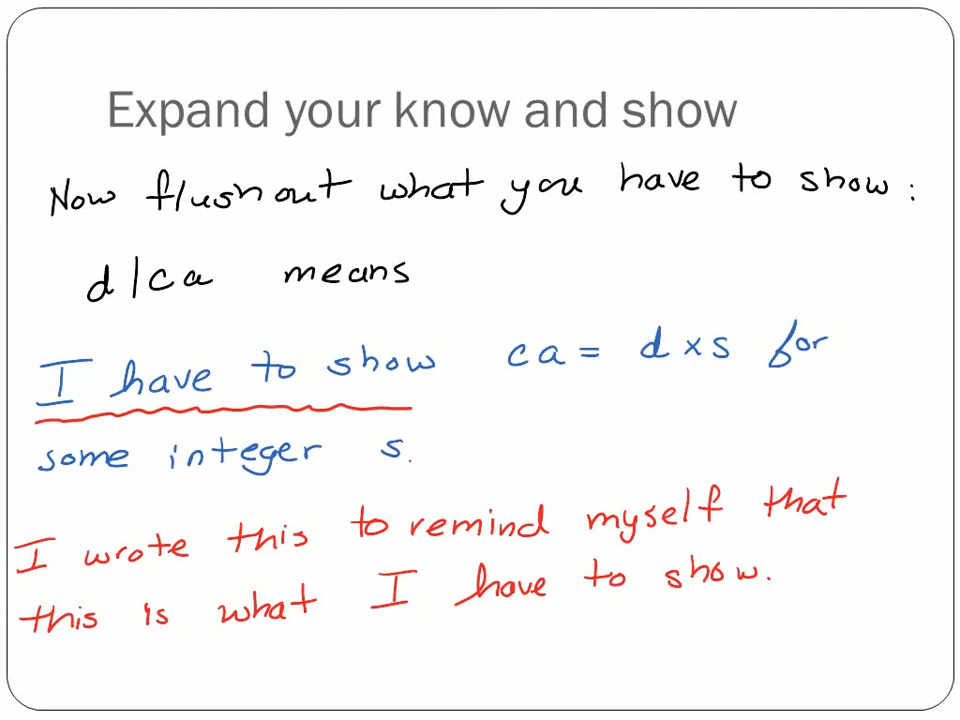 Expand your know and show
Now flush out what you have to show:
d|ca means
I have to show ca = d × s for
some integer s.
I wrote this to remind myself that
this is what I have to show.